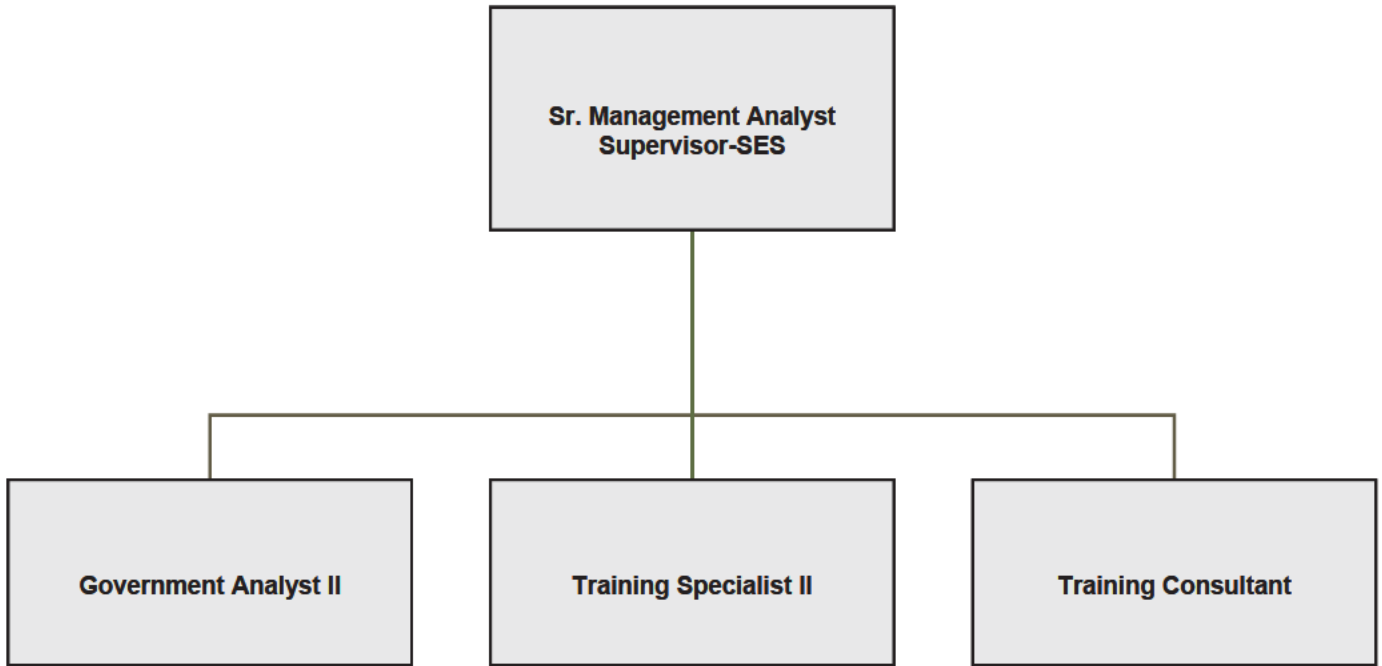 Sr. Management Analyst
Supervisor-SES
Government Analyst II
Training Specialist II
Training Consultant